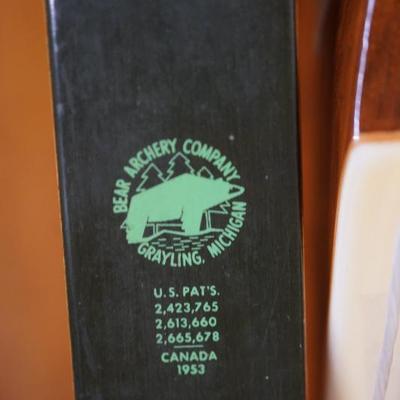 BEAR ARCHERY COMPANY
GRAYLING, MICHIGAN
U.S. PAT'S.
2,423,765
2,613,660
2,665,678
CANADA
1953